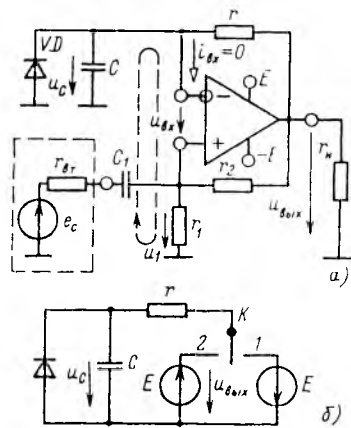 r
VD
C
u_C
i_вх=0
E
u_вх
−
+
−E
r_вт
C_1
r_2
r_н
e_c
r_1
u_1
u_вых
а)
r
K
2
1
u_C
C
E
u_вых
E
б)